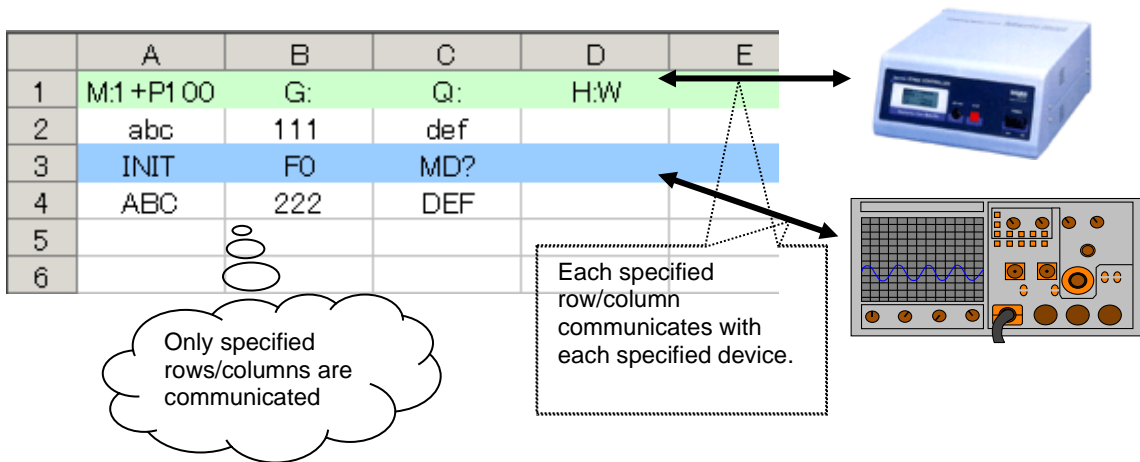 A B C D E
1 M:1+P100 G: Q: H:W
2 abc 111 def
3 INIT F0 MD?
4 ABC 222 DEF
5
6
Each specified
row/column
communicates with
each specified device.
Only specified
rows/columns are
communicated